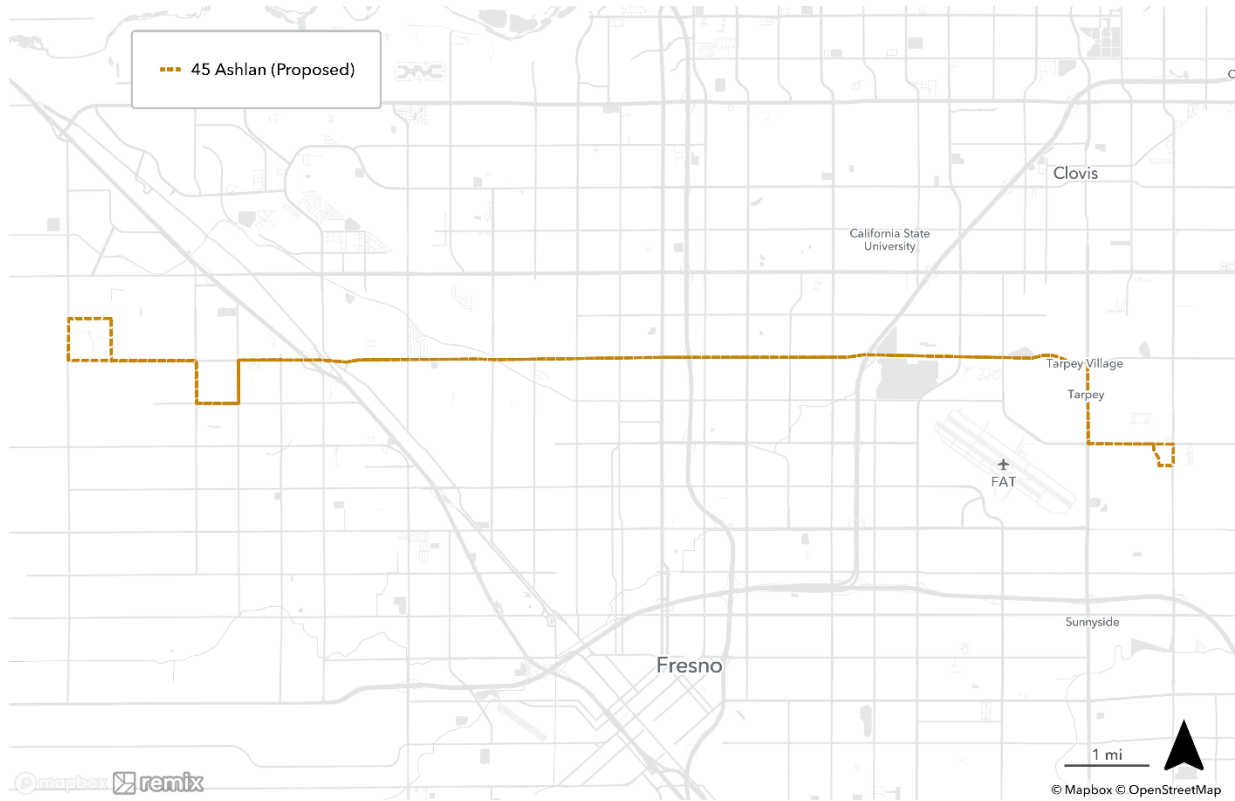 45 Ashlan (Proposed)
C
Clovis
California State
University
Tarpey Village
Tarpey
FAT
Sunnyside
Fresno
1 mi
mapbox remix
© Mapbox © OpenStreetMap